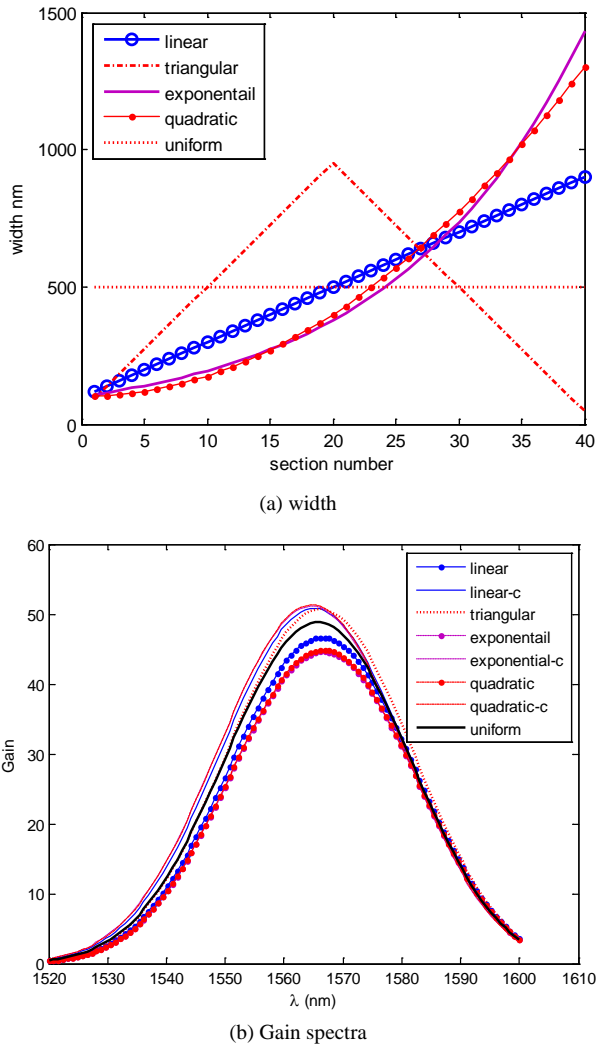 1500
1000
500
0
width nm
linear
triangular
exponentail
quadratic
uniform
0 5 10 15 20 25 30 35 40
section number
(a) width
60
50
40
30
20
10
0
Gain
linear
linear-c
triangular
exponentail
exponential-c
quadratic
quadratic-c
uniform
1520 1530 1540 1550 1560 1570 1580 1590 1600 1610
λ (nm)
(b) Gain spectra